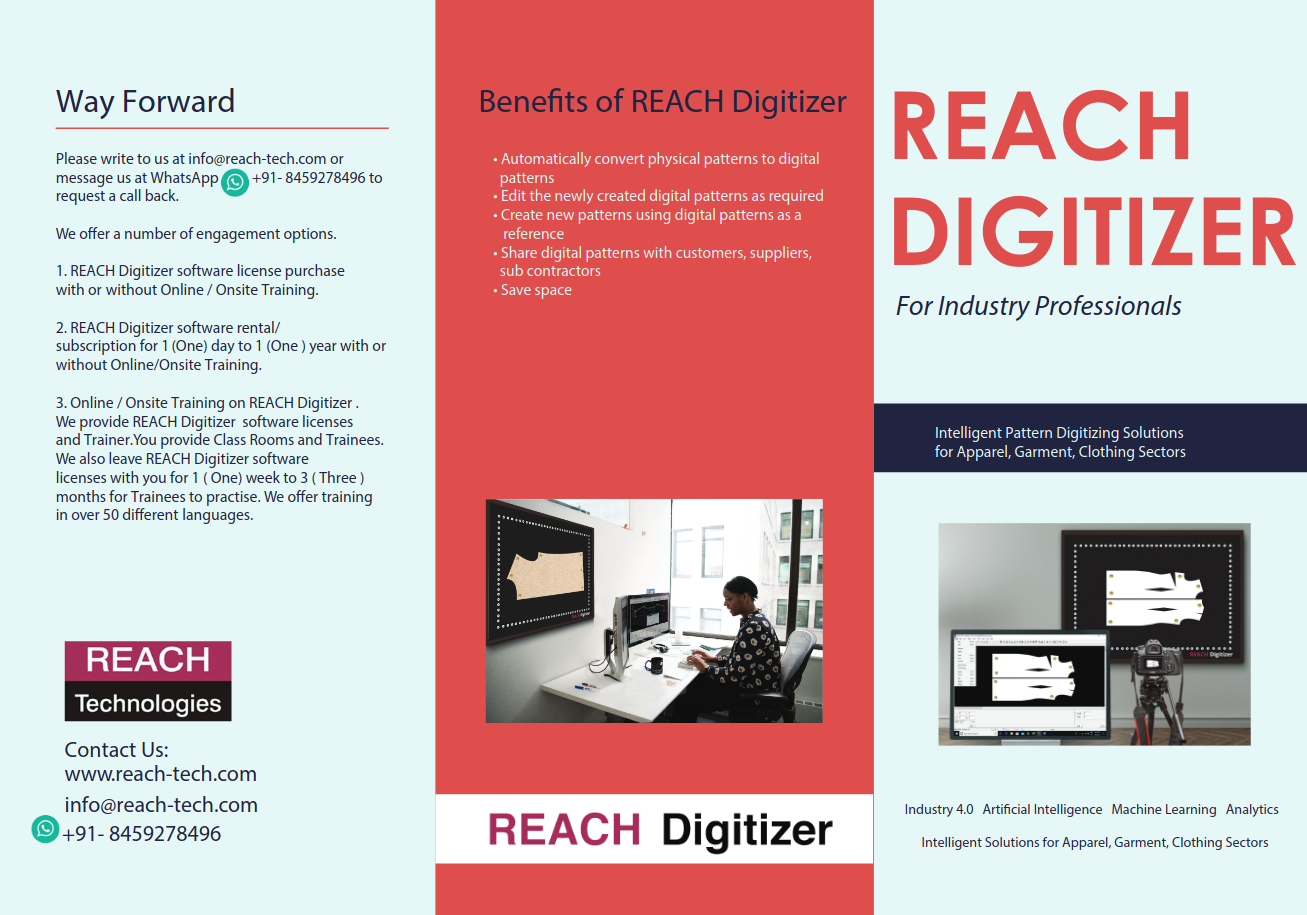 Way Forward
Please write to us at info@reach-tech.com or
message us at WhatsApp +91- 8459278496 to
request a call back.
We offer a number of engagement options.
1. REACH Digitizer software license purchase
with or without Online / Onsite Training.
2. REACH Digitizer software rental/
subscription for 1 (One) day to 1 (One ) year with or
without Online/Onsite Training.
3. Online / Onsite Training on REACH Digitizer .
We provide REACH Digitizer software licenses
and Trainer.You provide Class Rooms and Trainees.
We also leave REACH Digitizer software
licenses with you for 1 ( One) week to 3 ( Three )
months for Trainees to practise. We offer training
in over 50 different languages.
REACH
Technologies
Contact Us:
www.reach-tech.com
info@reach-tech.com
+91- 8459278496
Benefits of REACH Digitizer
• Automatically convert physical patterns to digital
patterns
• Edit the newly created digital patterns as required
• Create new patterns using digital patterns as a
reference
• Share digital patterns with customers, suppliers,
sub contractors
• Save space
REACH Digitizer
REACH Digitizer
REACH
DIGITIZER
For Industry Professionals
Intelligent Pattern Digitizing Solutions
for Apparel, Garment, Clothing Sectors
REACH Digitizer
Industry 4.0 Artificial Intelligence Machine Learning Analytics
Intelligent Solutions for Apparel, Garment, Clothing Sectors